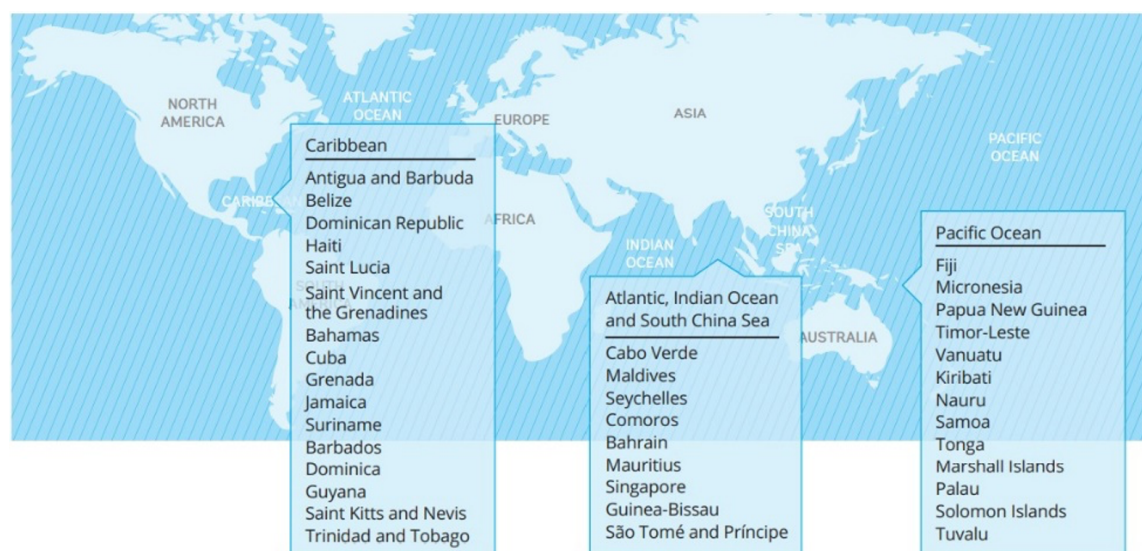 NORTH
AMERICA
ATLANTIC
OCEAN
EUROPE
ASIA
PACIFIC
OCEAN
AFRICA
INDIAN
OCEAN
SOUTH
CHINA
SEA
AUSTRALIA
Caribbean
Antigua and Barbuda
Belize
Dominican Republic
Haiti
Saint Lucia
Saint Vincent and
the Grenadines
Bahamas
Cuba
Grenada
Jamaica
Suriname
Barbados
Dominica
Guyana
Saint Kitts and Nevis
Trinidad and Tobago
Atlantic, Indian Ocean
and South China Sea
Cabo Verde
Maldives
Seychelles
Comoros
Bahrain
Mauritius
Singapore
Guinea-Bissau
São Tomé and Príncipe
Pacific Ocean
Fiji
Micronesia
Papua New Guinea
Timor-Leste
Vanuatu
Kiribati
Nauru
Samoa
Tonga
Marshall Islands
Palau
Solomon Islands
Tuvalu